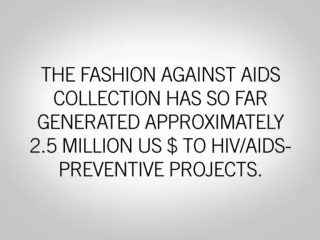 THE FASHION AGAINST AIDS
COLLECTION HAS SO FAR
GENERATED APPROXIMATELY
2.5 MILLION US $ TO HIV/AIDS-
PREVENTIVE PROJECTS.